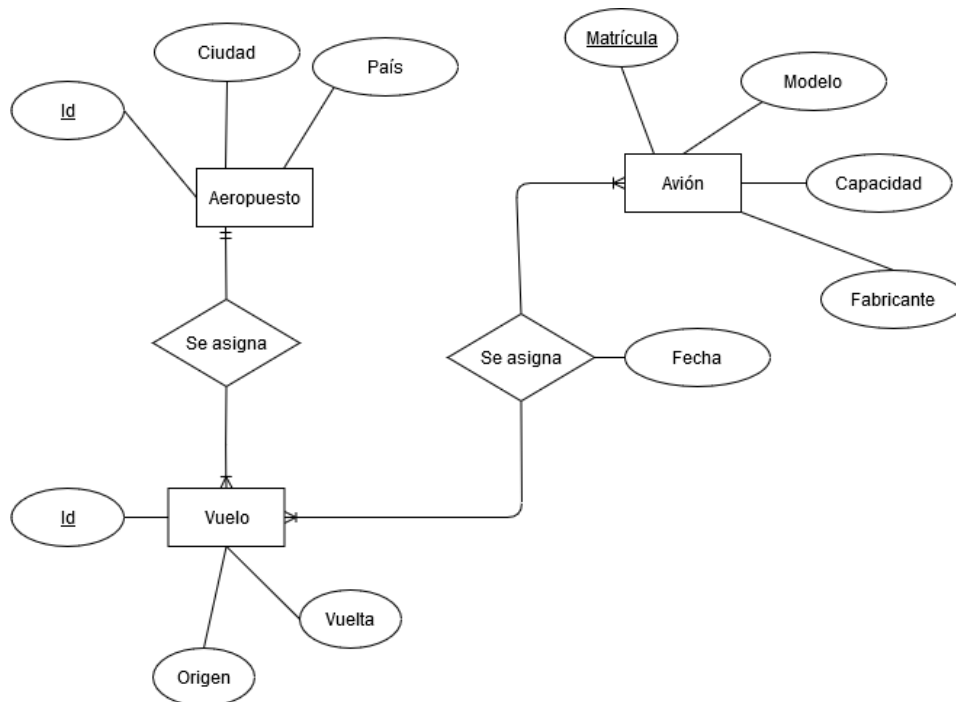 Ciudad
País
Id
Aeropuesto
Matrícula
Modelo
Avión
Capacidad
Fabricante
Se asigna
Se asigna
Fecha
Id
Vuelo
Vuelta
Origen